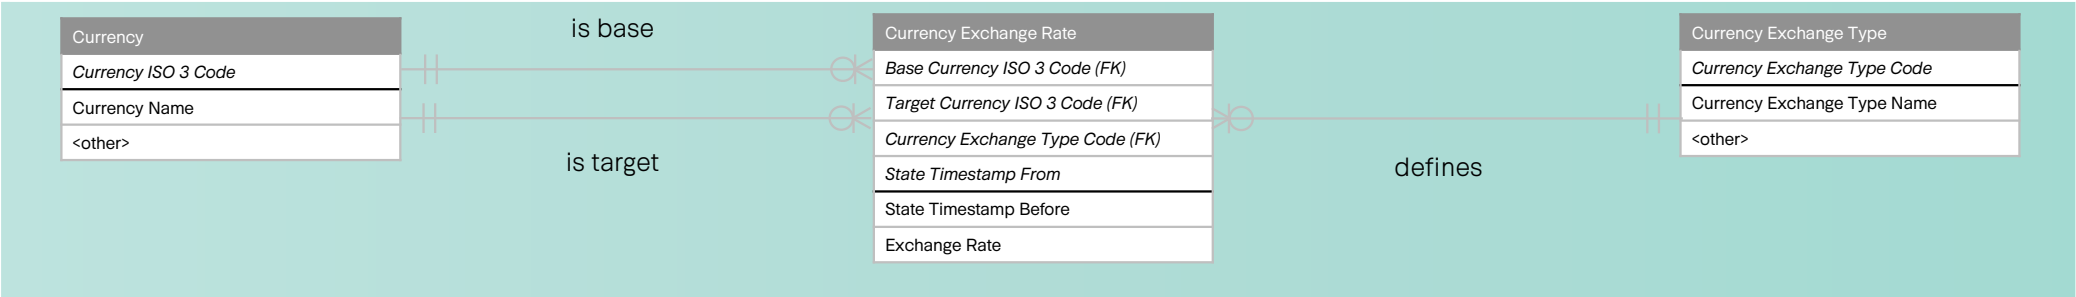 Currency
Currency ISO 3 Code
Currency Name
<other>
is base
is target
Currency Exchange Rate
Base Currency ISO 3 Code (FK)
Target Currency ISO 3 Code (FK)
Currency Exchange Type Code (FK)
State Timestamp From
State Timestamp Before
Exchange Rate
defines
Currency Exchange Type
Currency Exchange Type Code
Currency Exchange Type Name
<other>